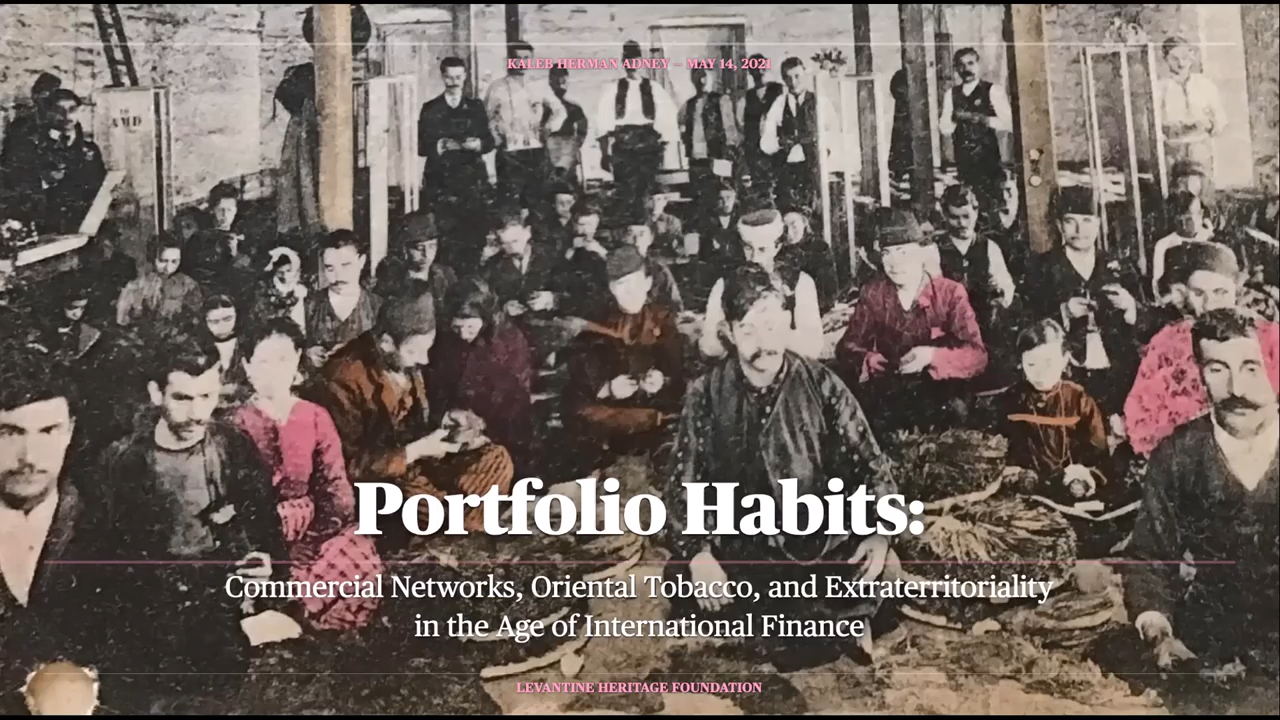 KALEB HERMAN ADNEY – MAY 14, 2021
Portfolio Habits:
Commercial Networks, Oriental Tobacco, and Extraterritoriality
in the Age of International Finance
LEVANTINE HERITAGE FOUNDATION